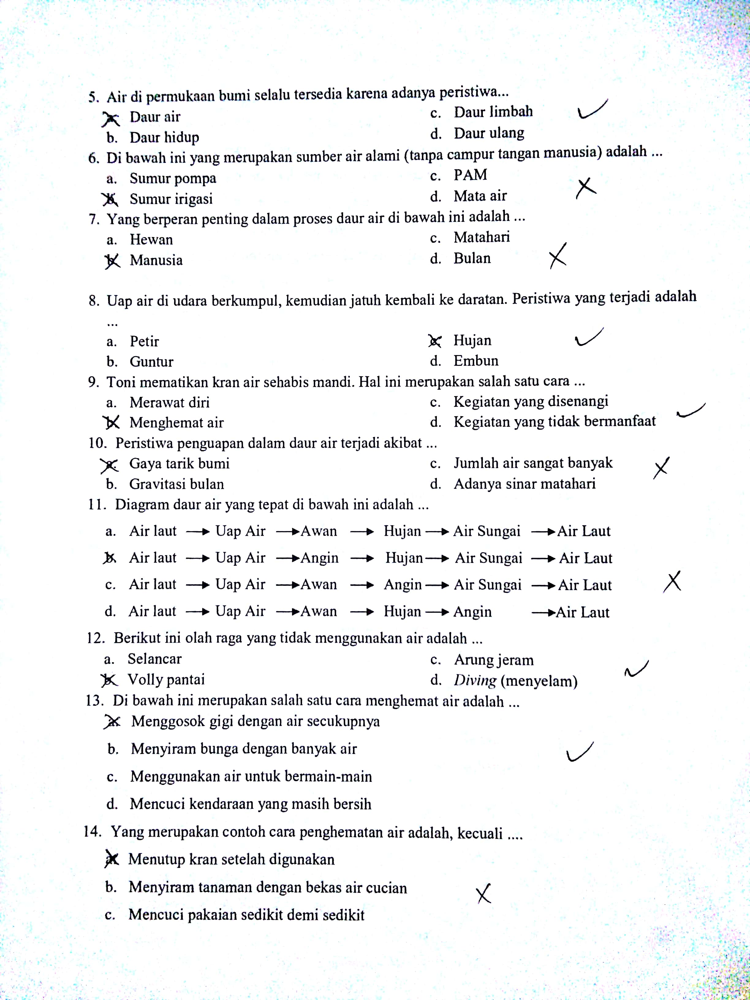 5. Air di permukaan bumi selalu tersedia karena adanya peristiwa...
a. Daur air c. Daur limbah ✓
b. Daur hidup d. Daur ulang
6. Di bawah ini yang merupakan sumber air alami (tanpa campur tangan manusia) adalah ...
a. Sumur pompa c. PAM X
b. Sumur irigasi d. Mata air
7. Yang berperan penting dalam proses daur air di bawah ini adalah ...
a. Hewan c. Matahari
b. Manusia d. Bulan X
8. Uap air di udara berkumpul, kemudian jatuh kembali ke daratan. Peristiwa yang terjadi adalah
...
a. Petir c. Hujan ✓
b. Guntur d. Embun
9. Toni mematikan kran air sehabis mandi. Hal ini merupakan salah satu cara ...
a. Merawat diri c. Kegiatan yang disenangi ✓
b. Menghemat air d. Kegiatan yang tidak bermanfaat
10. Peristiwa penguapan dalam daur air terjadi akibat ...
a. Gaya tarik bumi c. Jumlah air sangat banyak X
b. Gravitasi bulan d. Adanya sinar matahari
11. Diagram daur air yang tepat di bawah ini adalah ...
a. Air laut → Uap Air → Awan → Hujan → Air Sungai → Air Laut
b. Air laut → Uap Air → Angin → Hujan → Air Sungai → Air Laut
c. Air laut → Uap Air → Awan → Angin → Air Sungai → Air Laut X
d. Air laut → Uap Air → Awan → Hujan → Angin → Air Laut
12. Berikut ini olah raga yang tidak menggunakan air adalah ...
a. Selancar c. Arung jeram ✓
b. Volly pantai d. Diving (menyelam)
13. Di bawah ini merupakan salah satu cara menghemat air adalah ...
a. Menggosok gigi dengan air secukupnya
b. Menyiram bunga dengan banyak air ✓
c. Menggunakan air untuk bermain-main
d. Mencuci kendaraan yang masih bersih
14. Yang merupakan contoh cara penghematan air adalah, kecuali ....
a. Menutup kran setelah digunakan
b. Menyiram tanaman dengan bekas air cucian X
c. Mencuci pakaian sedikit demi sedikit